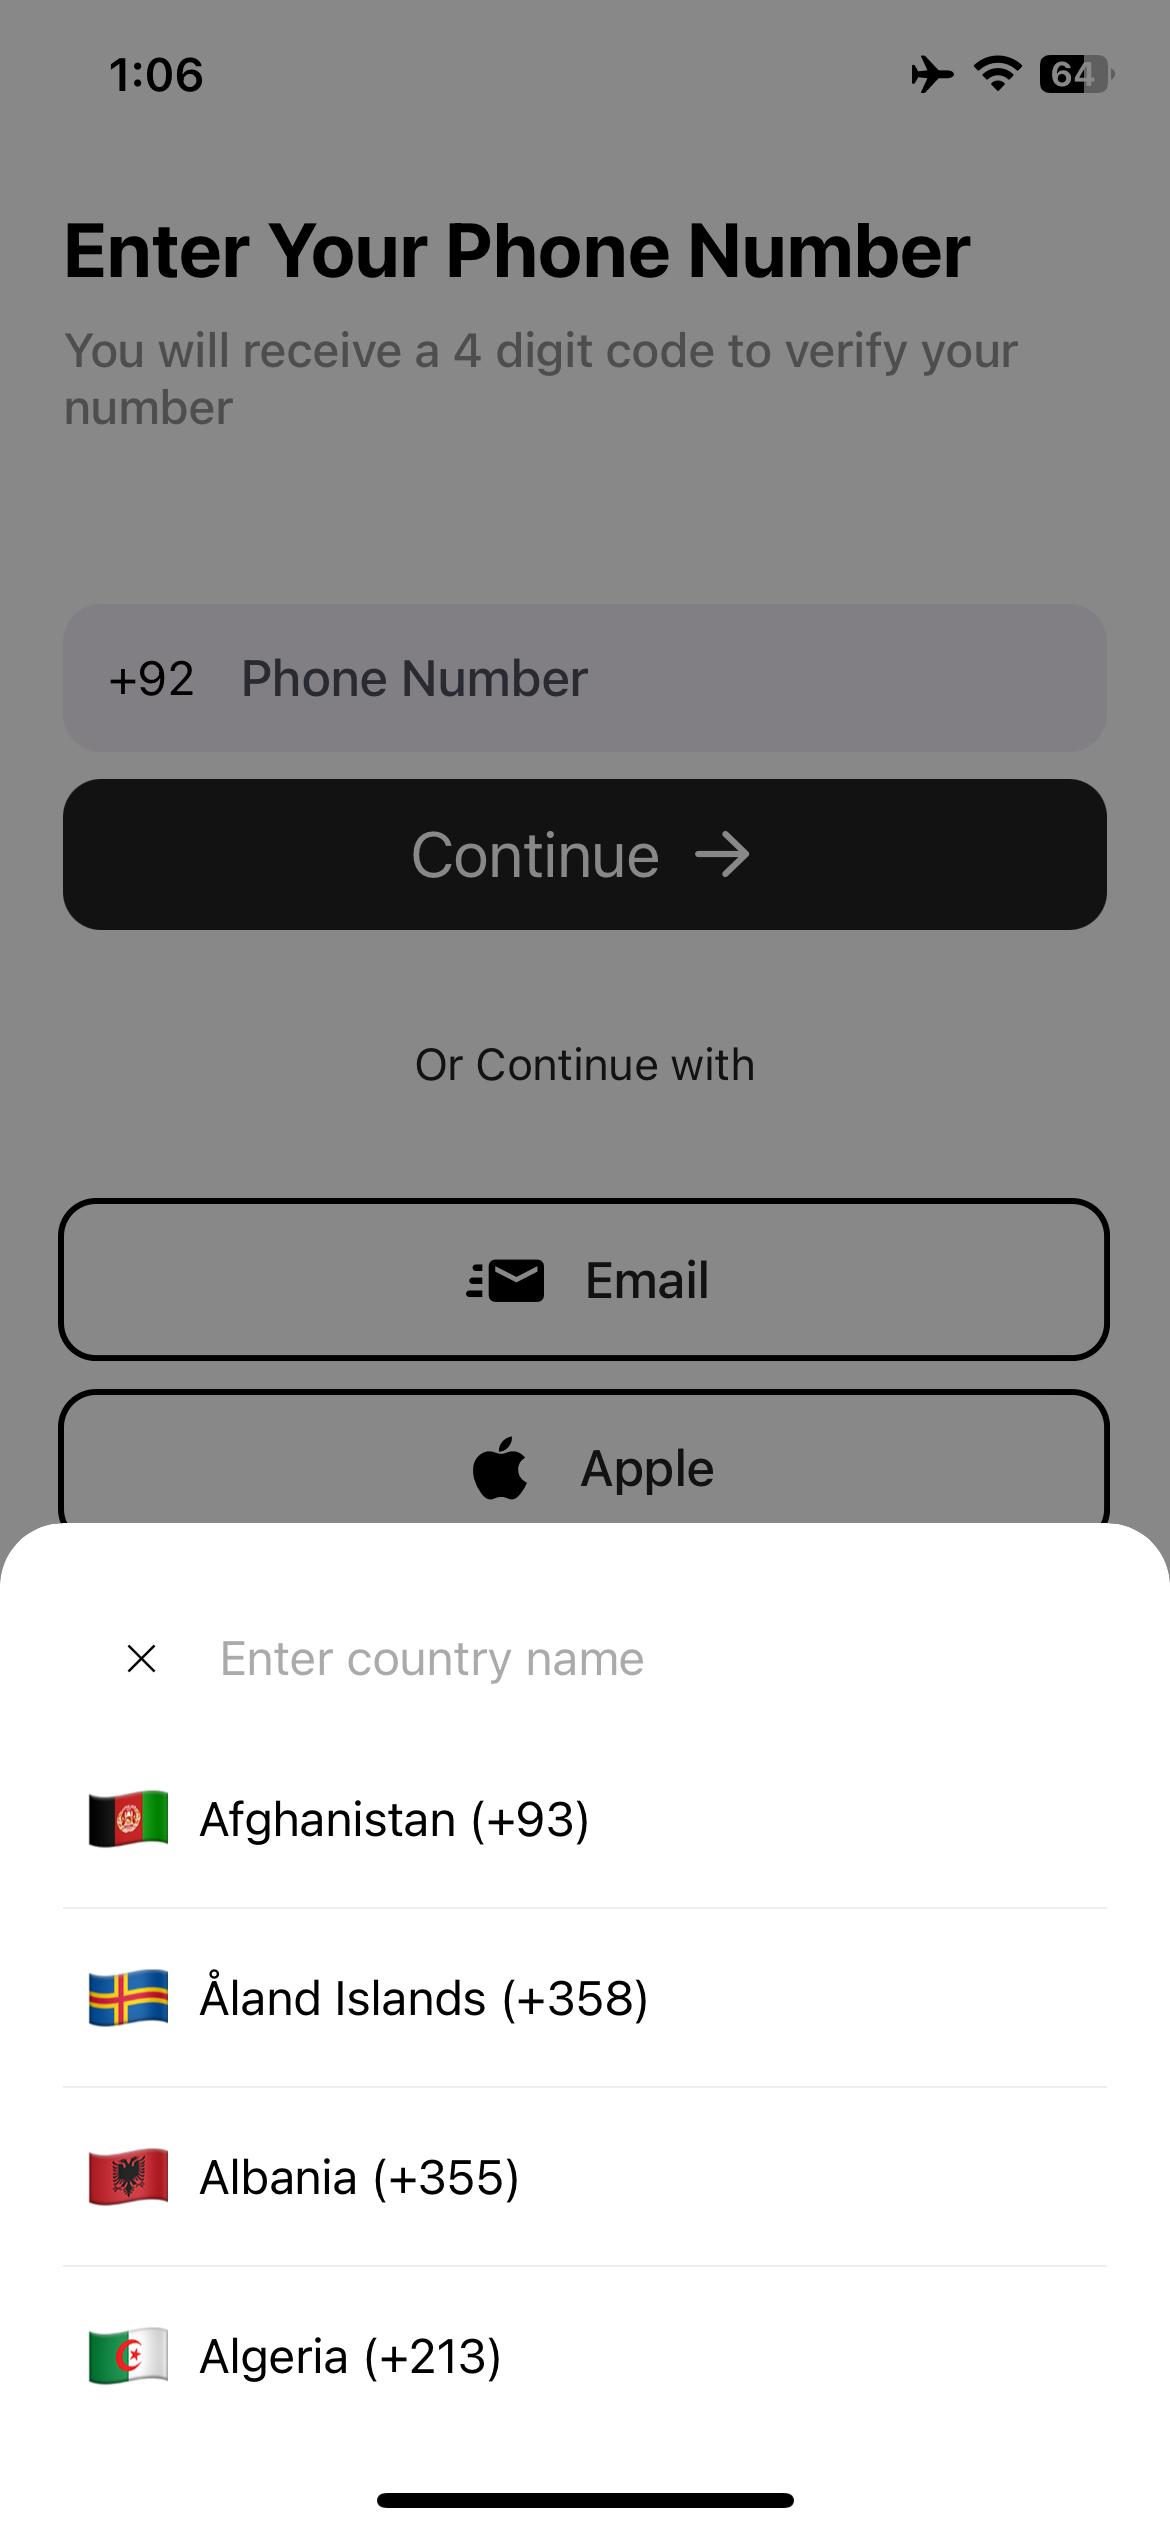 1:06
64
Enter Your Phone Number
You will receive a 4 digit code to verify your
number
+92 Phone Number
Continue →
Or Continue with
Email
Apple
Enter country name
Afghanistan (+93)
Åland Islands (+358)
Albania (+355)
Algeria (+213)